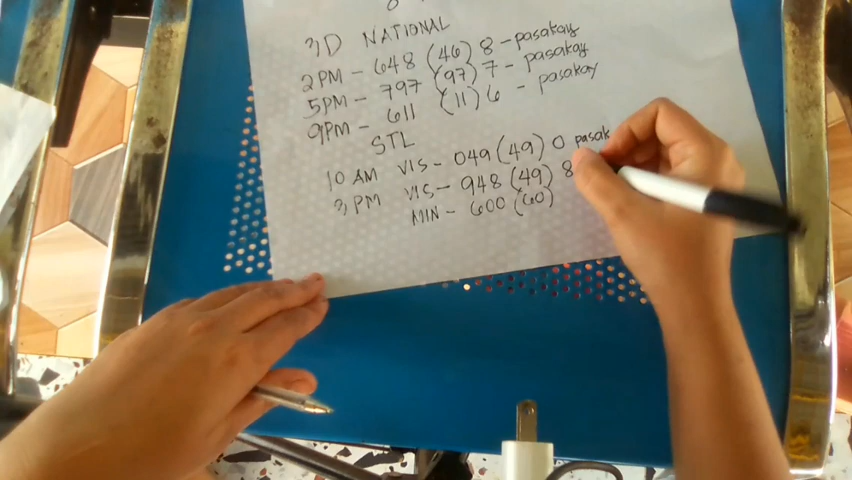 3D NATIONAL
2PM - 648 (46) 8 - pasakay
5PM - 797 (97) 7 - pasakay
9PM - 611 (11) 6 - pasakay
STL
10 AM VIS - 049 (49) 0 pasak
3 PM VIS - 948 (49) 8
MIN - 600 (60)